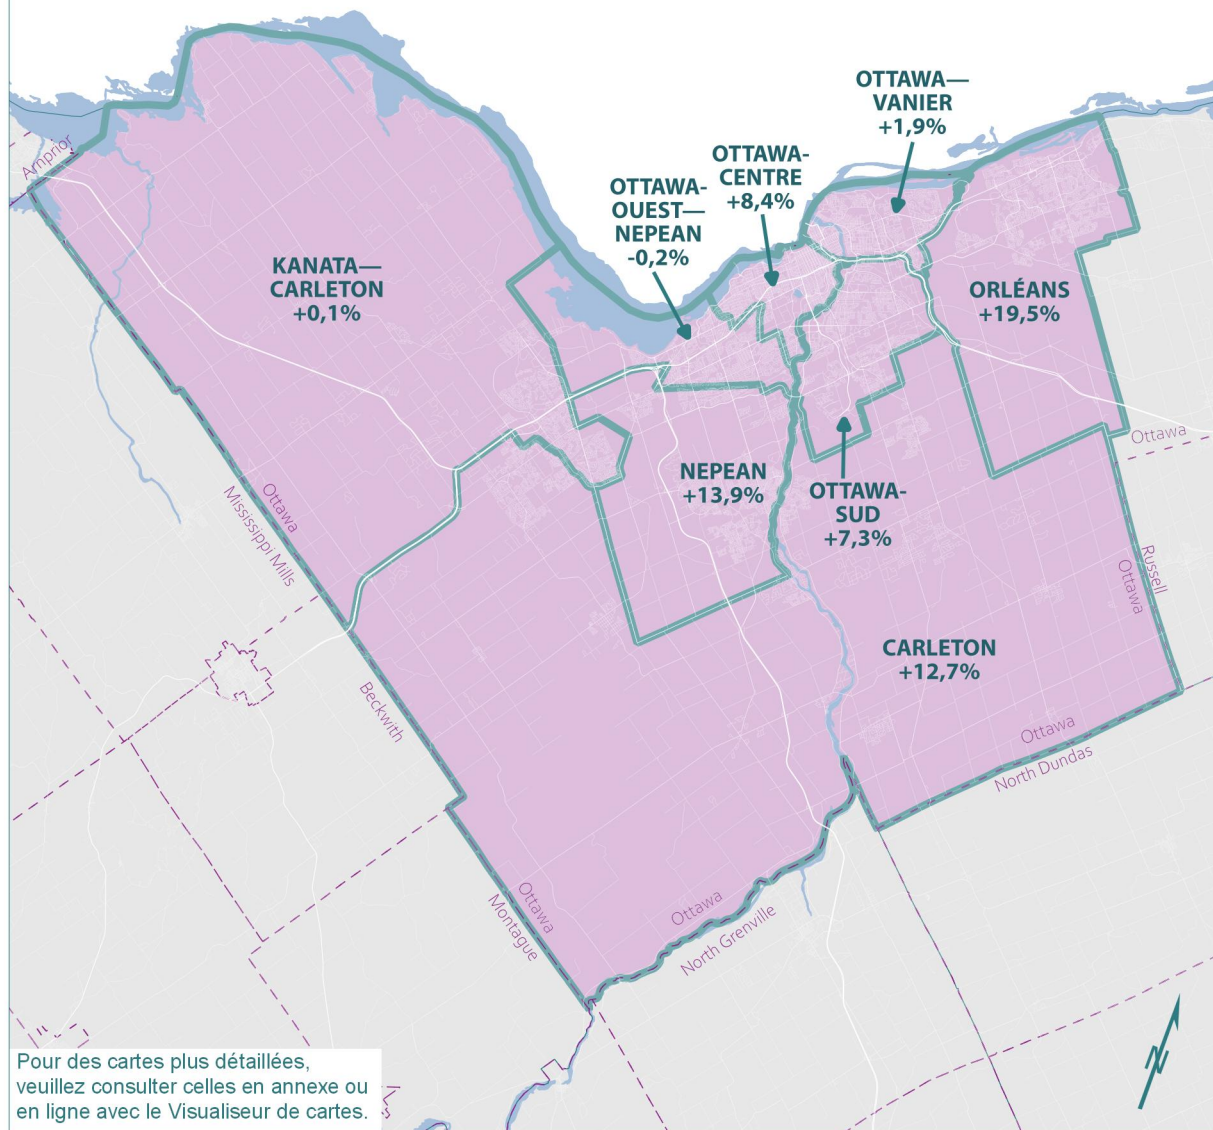 OTTAWA—
VANIER
+1,9%
OTTAWA-
CENTRE
+8,4%
OTTAWA-
OUEST—
NEPEAN
-0,2%
Arnprior
KANATA—
CARLETON
+0,1%
ORLÉANS
+19,5%
Ottawa
NEPEAN
+13,9%
OTTAWA-
SUD
+7,3%
Ottawa
Mississippi Mills
Russell
Ottawa
CARLETON
+12,7%
Beckwith
Ottawa
North Dundas
Ottawa
Montague
Ottawa
North Grenville
N
Pour des cartes plus détaillées,
veuillez consulter celles en annexe ou
en ligne avec le Visualiseur de cartes.